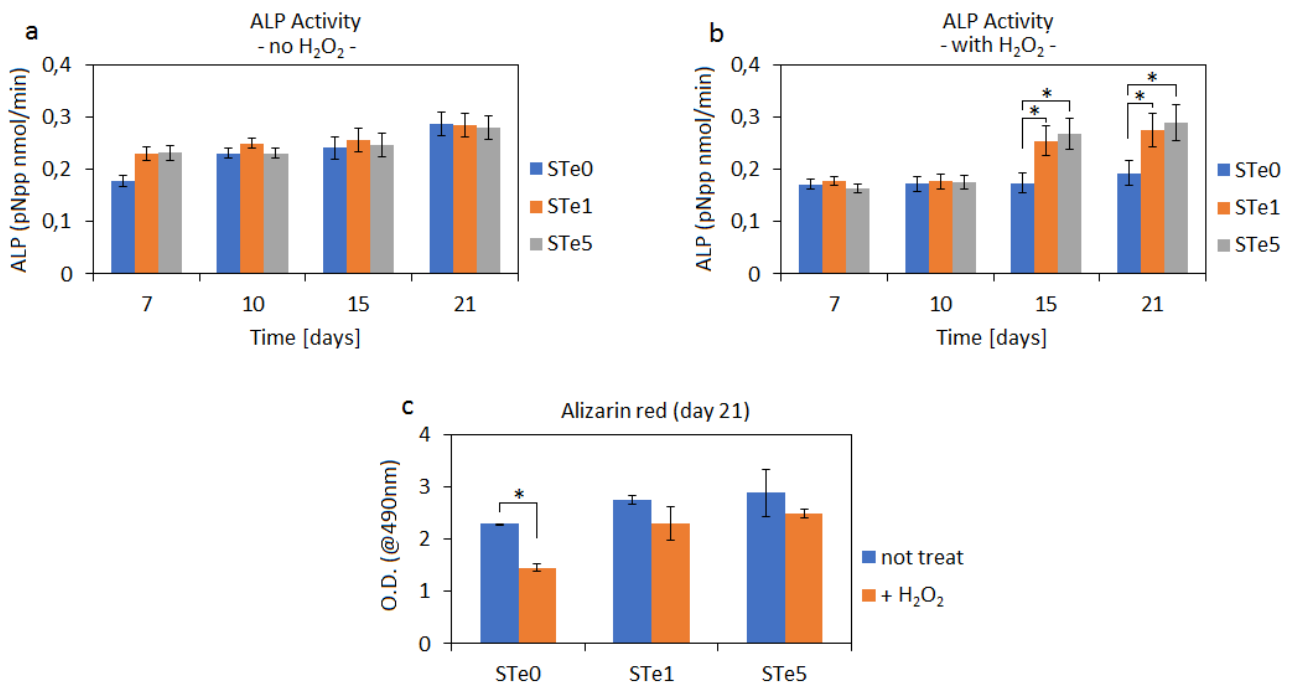 a
ALP Activity
- no H₂O₂ -
ALP (pNpp nmol/min)
0,4
0,3
0,2
0,1
0
7 10 15 21
Time [days]
STe0
STe1
STe5
b
ALP Activity
- with H₂O₂ -
ALP (pNpp nmol/min)
0,4
0,3
0,2
0,1
0
* * * *
7 10 15 21
Time [days]
STe0
STe1
STe5
c
Alizarin red (day 21)
O.D. (@490nm)
4
3
2
1
0
*
STe0 STe1 STe5
not treat
+ H₂O₂